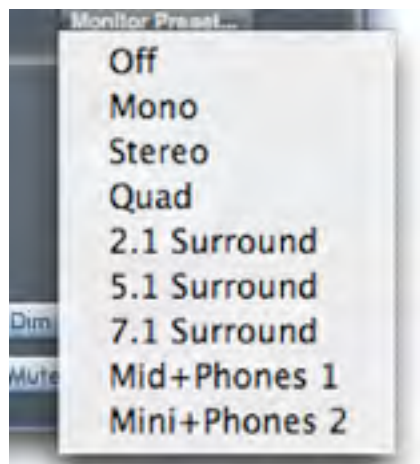 Monitor Preset...
Off
Mono
Stereo
Quad
2.1 Surround
5.1 Surround
7.1 Surround
Dim
Mid+Phones 1
Mute
Mini+Phones 2